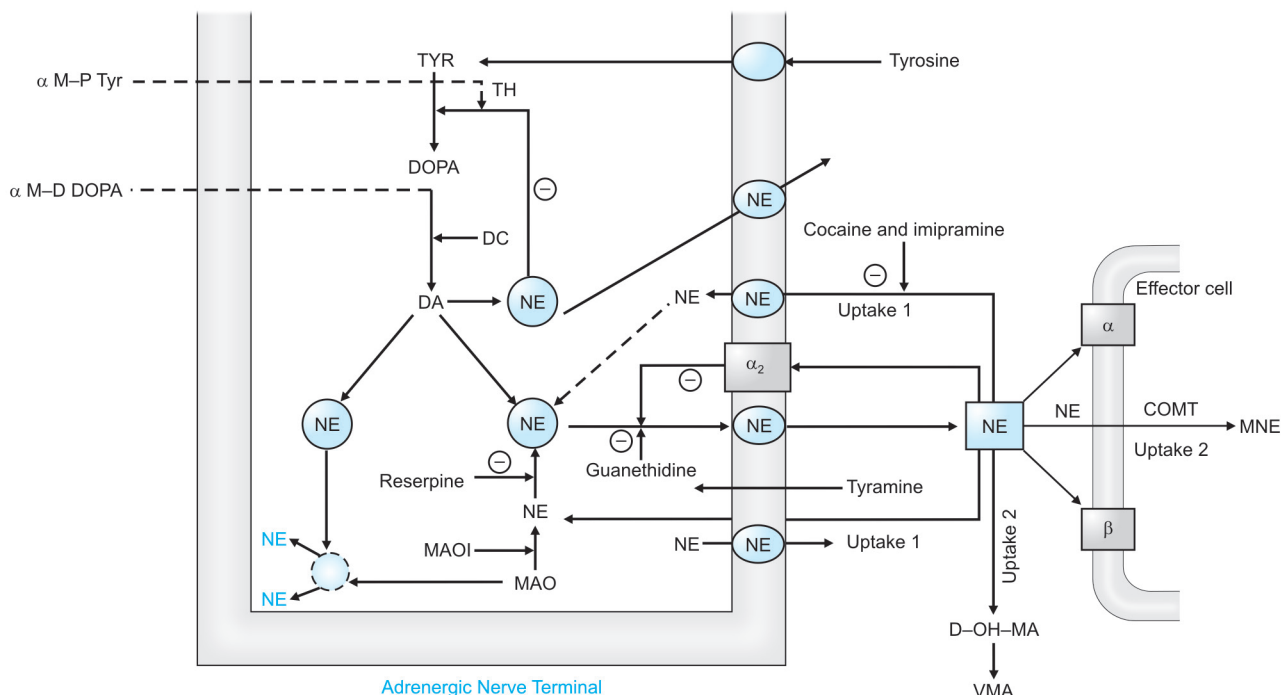 TYR
Tyrosine
α M–P Tyr
TH
DOPA
α M–D DOPA
–
NE
Cocaine and imipramine
DC
–
Effector cell
DA
NE
NE
NE
Uptake 1
α
α2
–
NE
NE
NE
NE
NE
COMT
MNE
–
Uptake 2
Guanethidine
–
Reserpine
Tyramine
NE
NE
MAOI
NE
NE
Uptake 1
β
Uptake 2
MAO
NE
D–OH–MA
Adrenergic Nerve Terminal
VMA